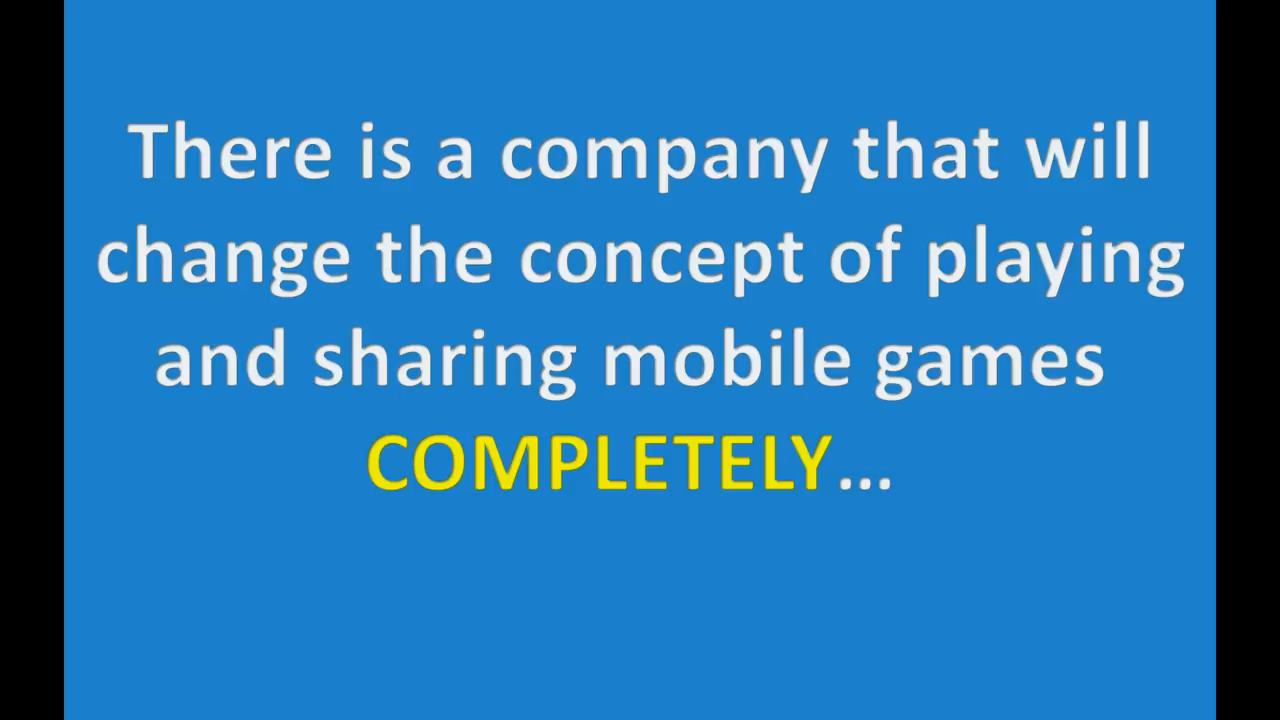 There is a company that will
change the concept of playing
and sharing mobile games
COMPLETELY...